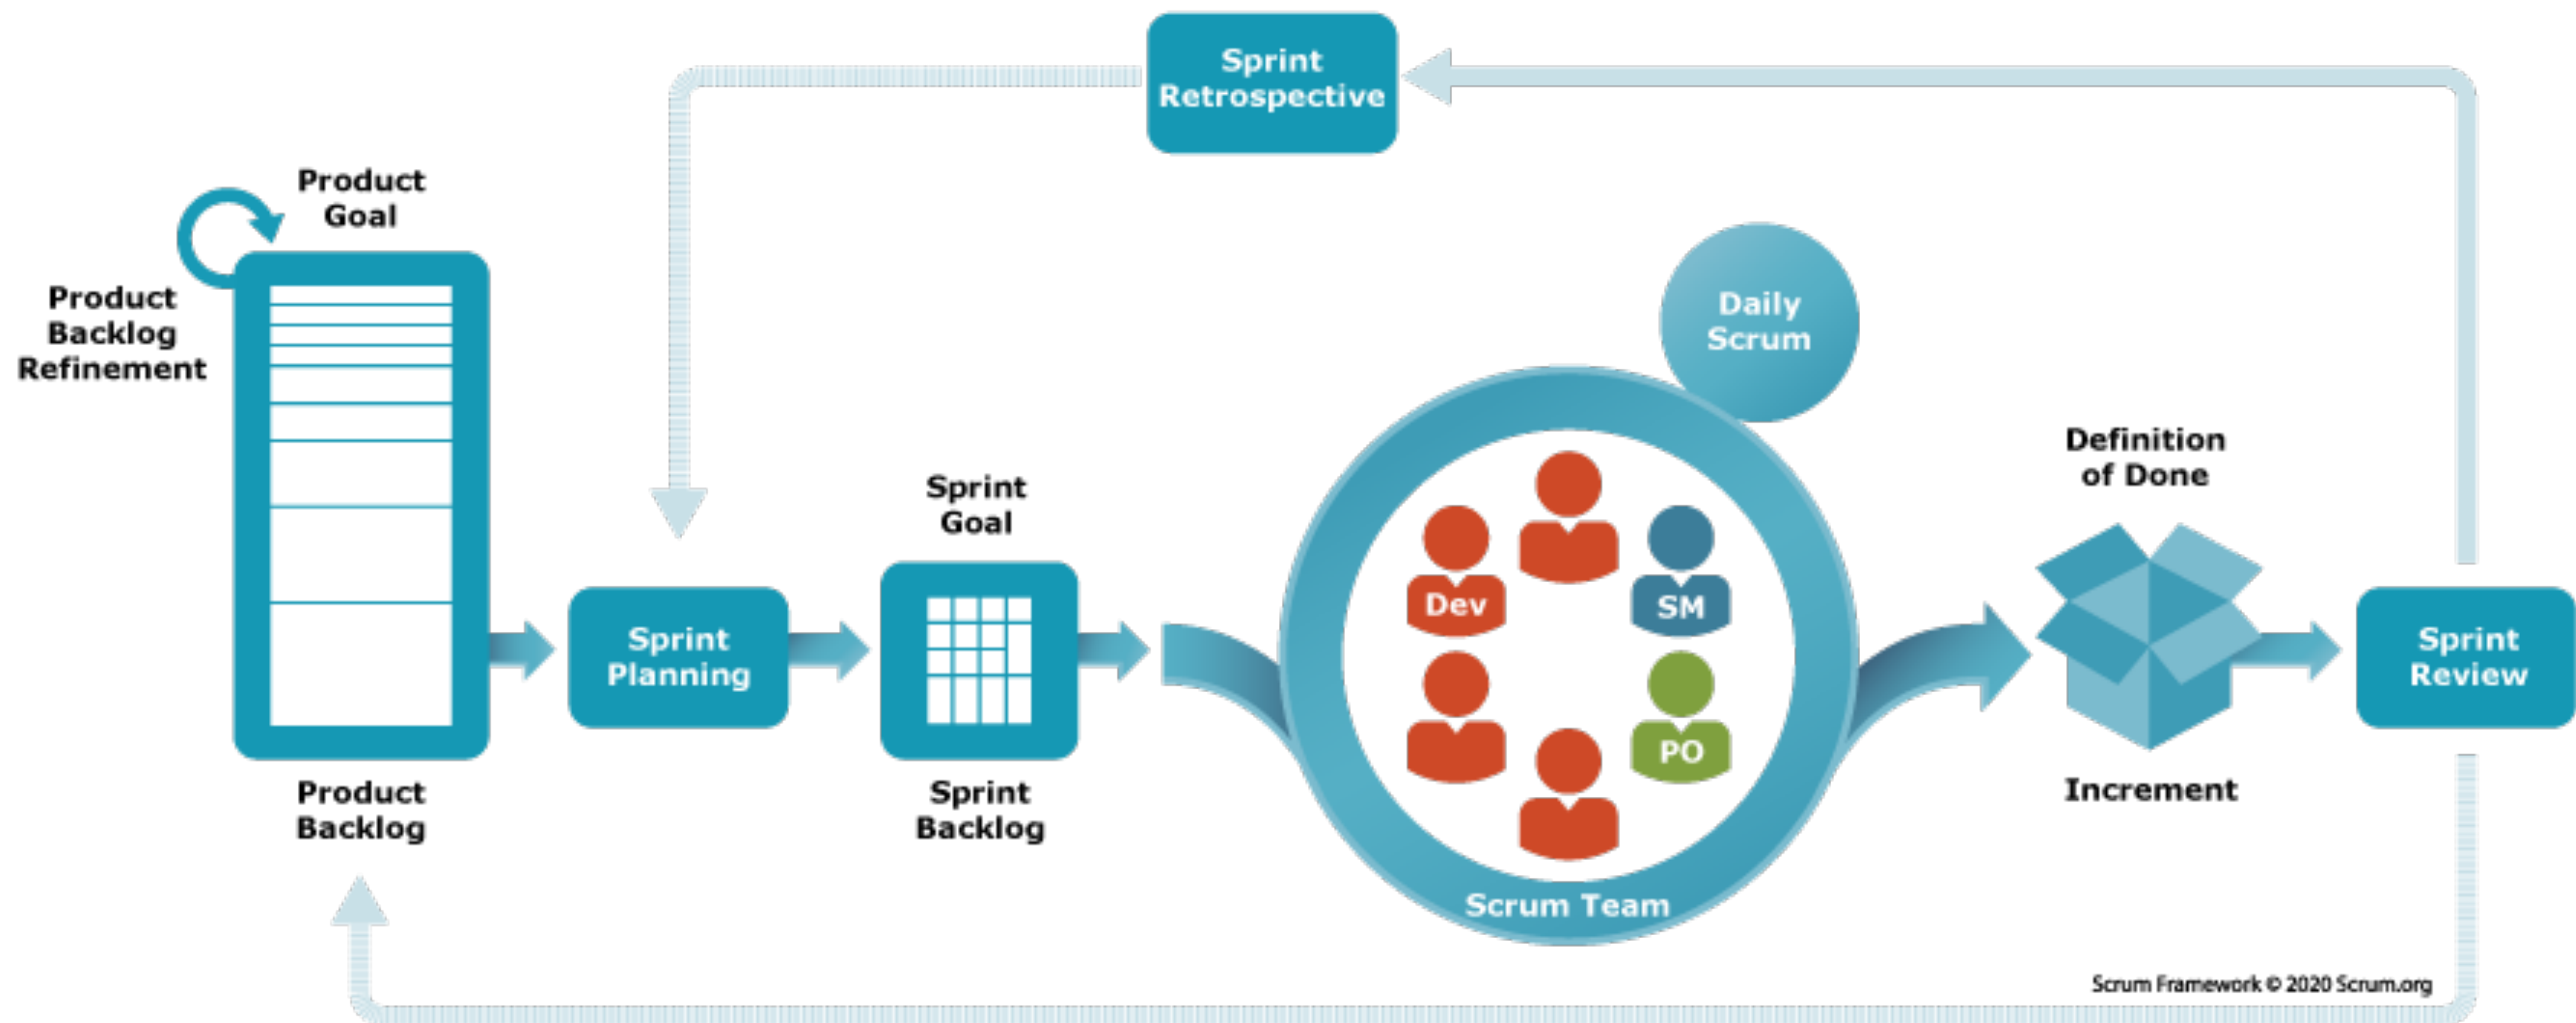 Sprint
Retrospective
Product
Goal
Product
Backlog
Refinement
Daily
Scrum
Definition
of Done
Sprint
Goal
Dev
SM
Sprint
Planning
Sprint
Review
PO
Product
Backlog
Sprint
Backlog
Increment
Scrum Team
Scrum Framework © 2020 Scrum.org